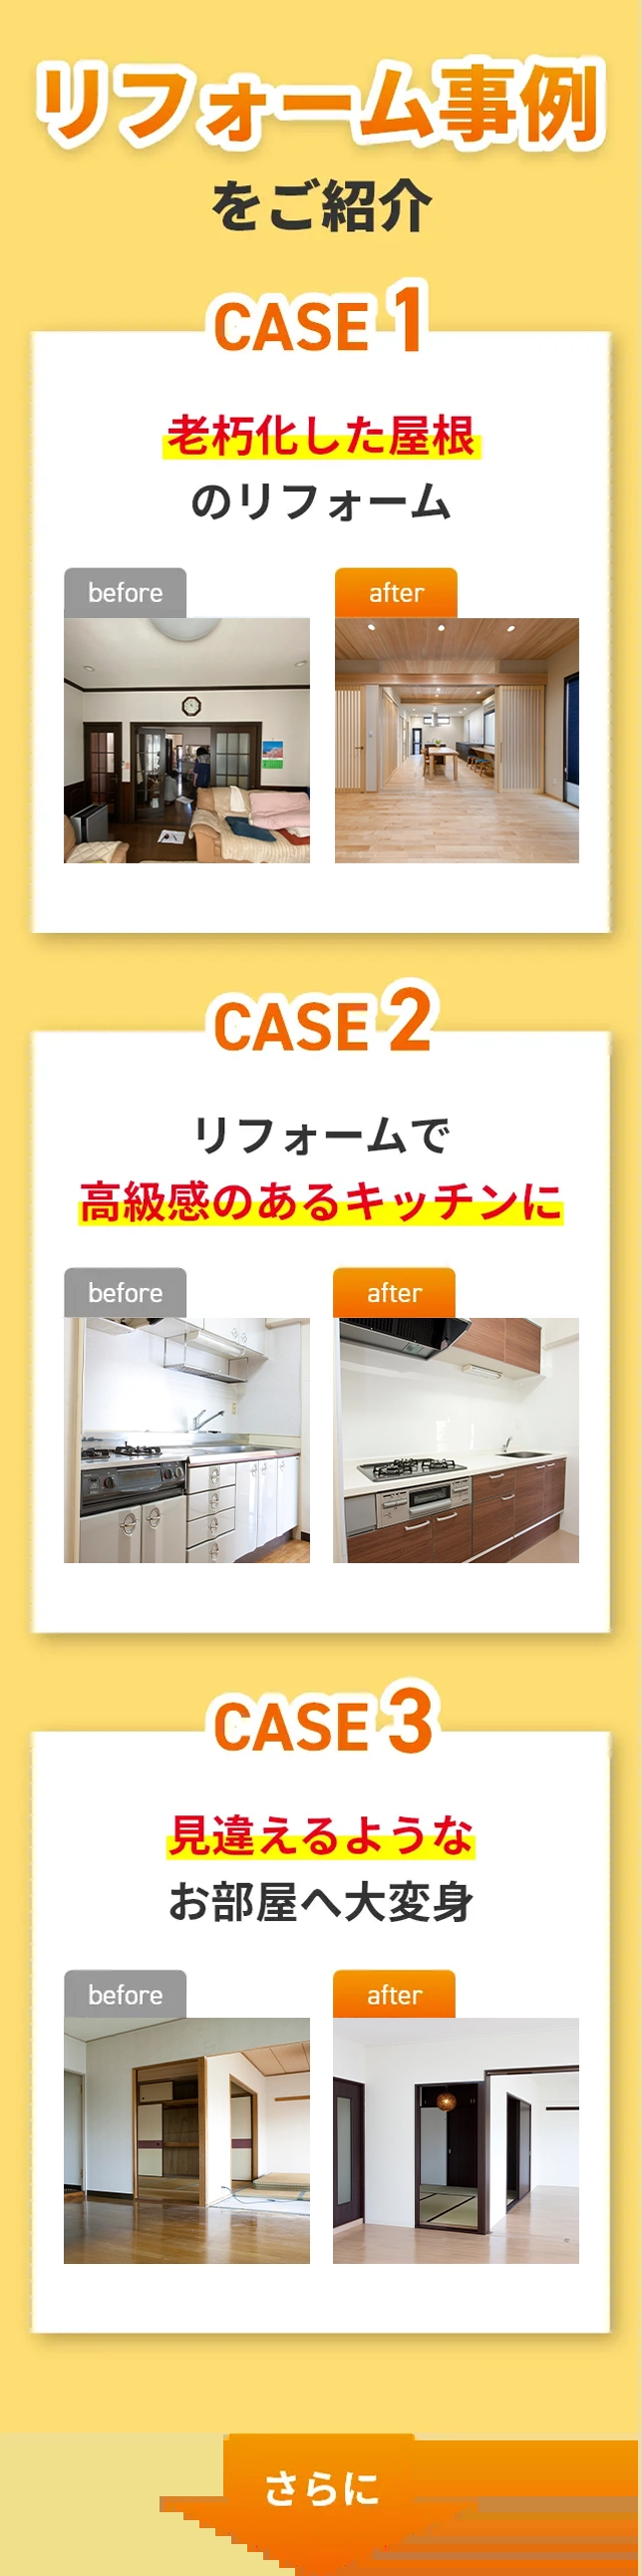 リフォーム事例
をご紹介
CASE 1
老朽化した屋根
のリフォーム
before
after
CASE 2
リフォームで
高級感のあるキッチンに
before
after
CASE 3
見違えるような
お部屋へ大変身
before
after
さらに